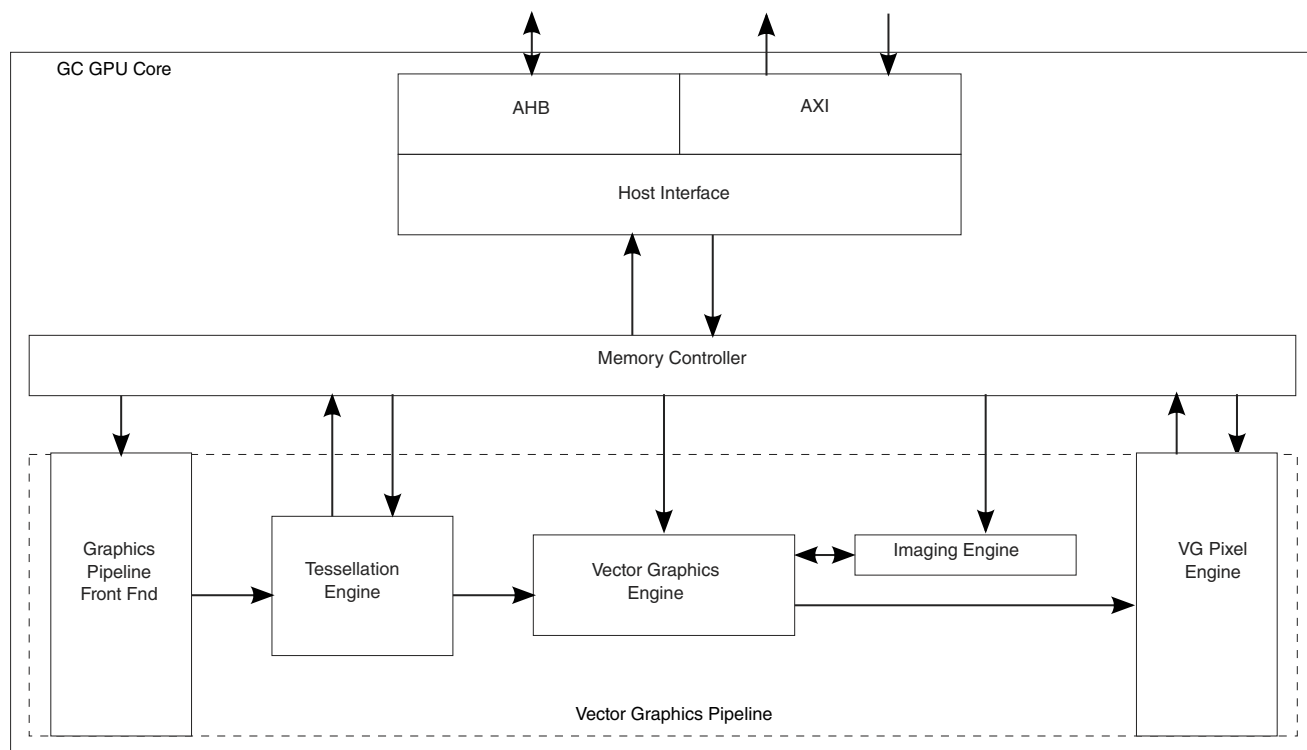 GC GPU Core
AHB
AXI
Host Interface
Memory Controller
Graphics
Pipeline
Front Fnd
Tessellation
Engine
Vector Graphics
Engine
Imaging Engine
VG Pixel
Engine
Vector Graphics Pipeline